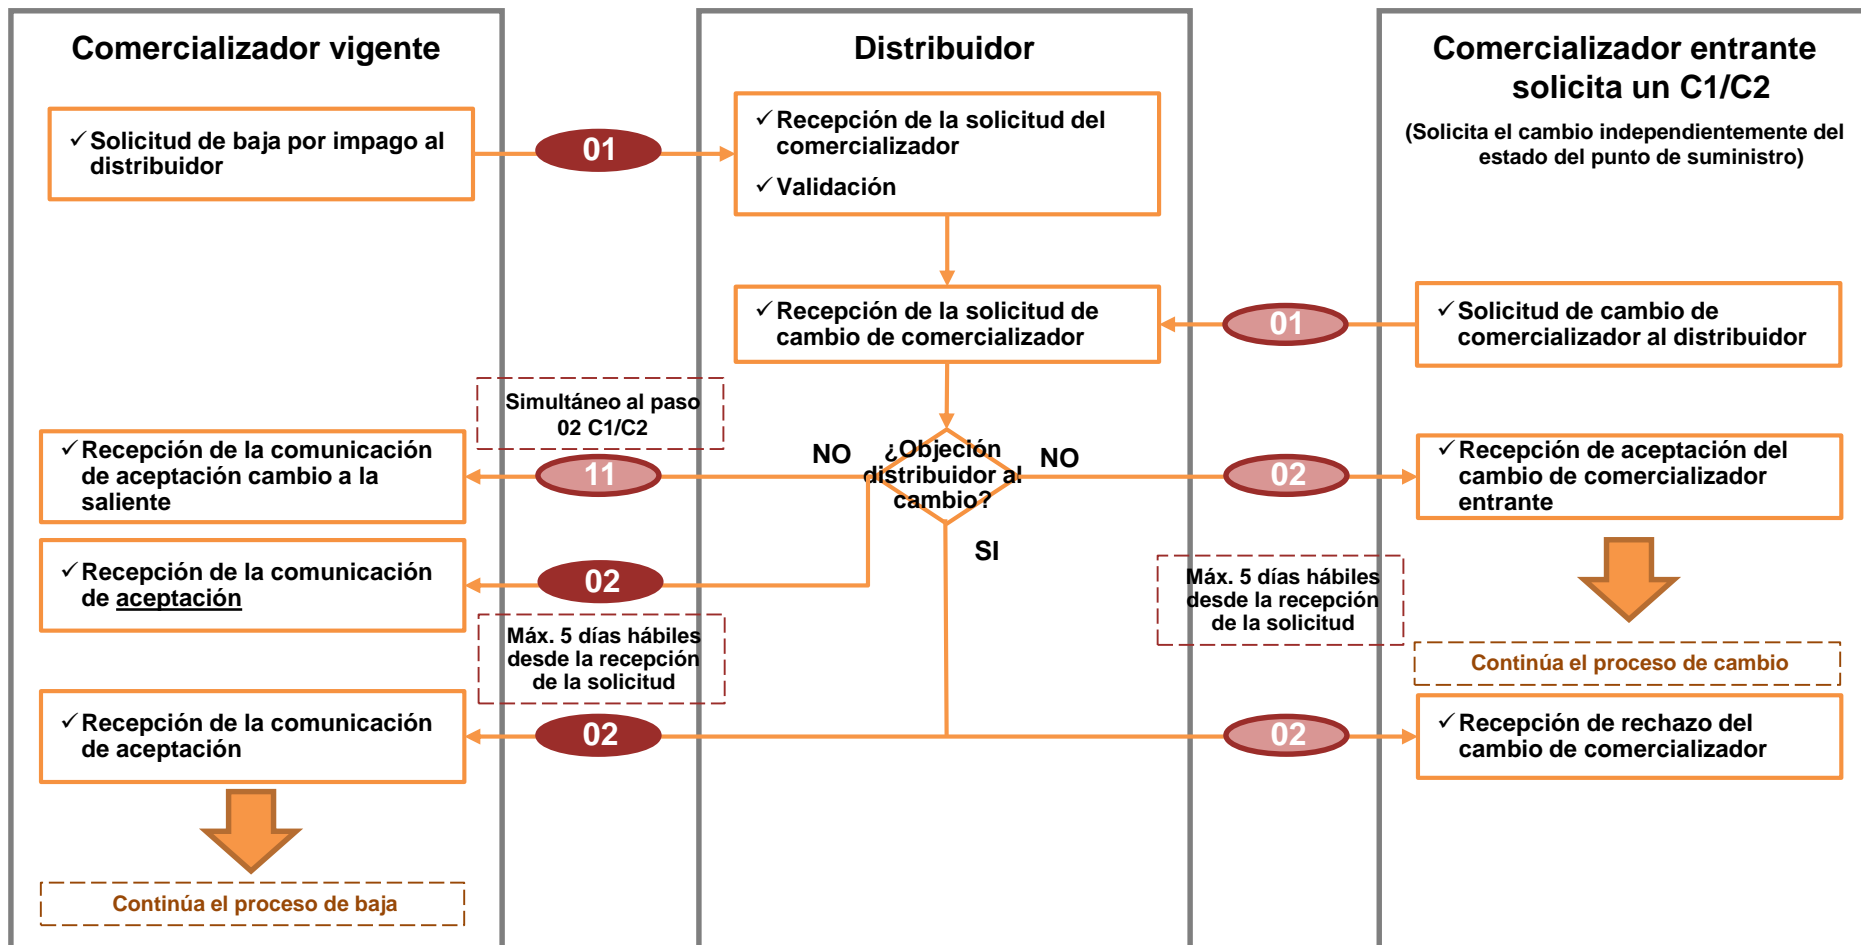 Comercializador vigente
Distribuidor
Comercializador entrante
solicita un C1/C2
(Solicita el cambio independientemente del
estado del punto de suministro)
✓ Solicitud de baja por impago al
distribuidor
01
✓ Recepción de la solicitud del
comercializador
✓ Validación
✓ Recepción de la solicitud de
cambio de comercializador
01
✓ Solicitud de cambio de
comercializador al distribuidor
Simultáneo al paso
02 C1/C2
✓ Recepción de la comunicación
de aceptación cambio a la
saliente
11
NO
¿Objeción
distribuidor al
cambio?
NO
02
✓ Recepción de aceptación del
cambio de comercializador
entrante
SI
✓ Recepción de la comunicación
de aceptación
02
Máx. 5 días hábiles
desde la recepción
de la solicitud
Máx. 5 días hábiles
desde la recepción
de la solicitud
Continúa el proceso de cambio
✓ Recepción de la comunicación
de aceptación
02
02
✓ Recepción de rechazo del
cambio de comercializador
Continúa el proceso de baja